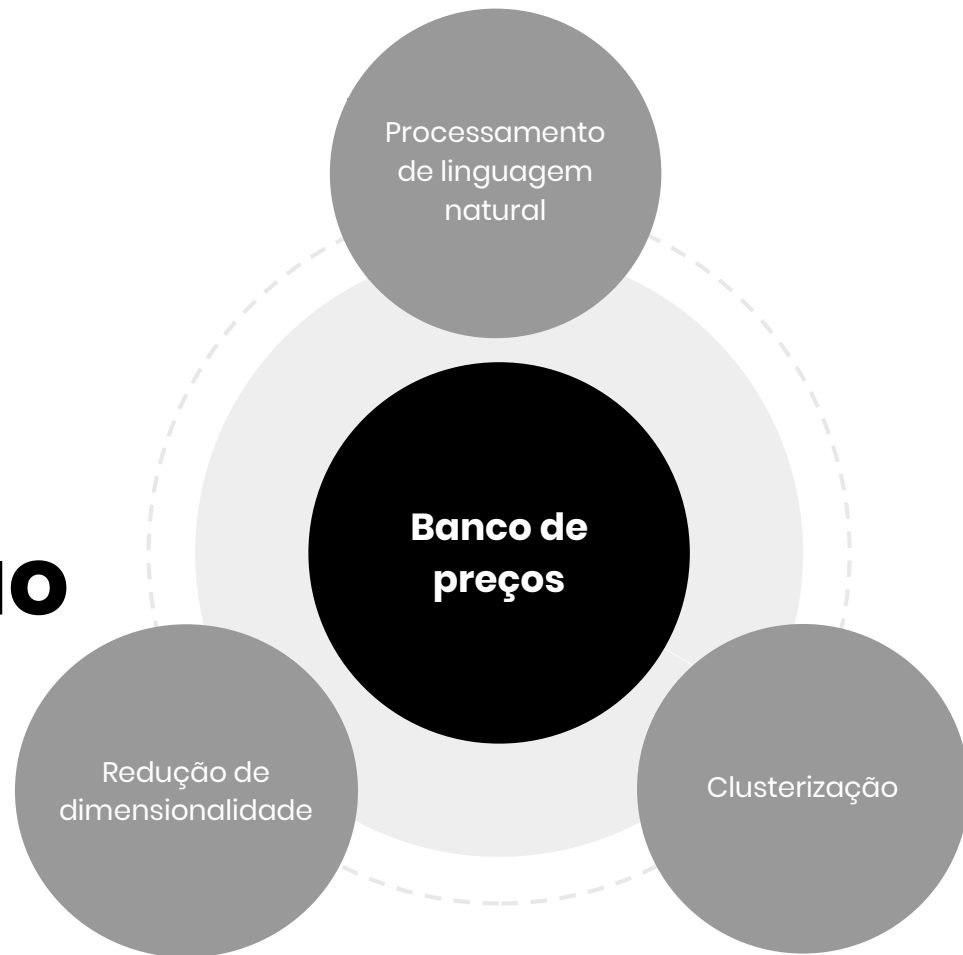 Processamento
de linguagem
natural
Banco de
preços
Redução de
dimensionalidade
Clusterização